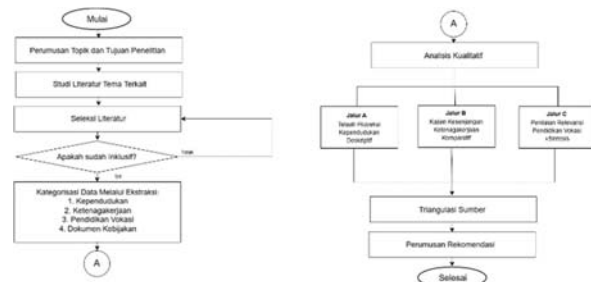 Mulai
Perumusan Topik dan Tujuan Penelitian
Studi Literatur Tema Terkait
Seleksi Literatur
Apakah sudah inklusif?
Tidak
Ya
Kategorisasi Data Melalui Ekstraksi:
1. Kependudukan
2. Ketenagakerjaan
3. Pendidikan Vokasi
4. Dokumen Kebijakan
A
A
Analisis Kualitatif
Jalur A
Telaah Proyeksi
Kependudukan
Deskriptif
Jalur B
Kajian Kesenjangan
Ketenagakerjaan
Komparatif
Jalur C
Penilaian Relevansi
Pendidikan Vokasi
Triangulasi Sumber
Perumusan Rekomendasi
Selesai